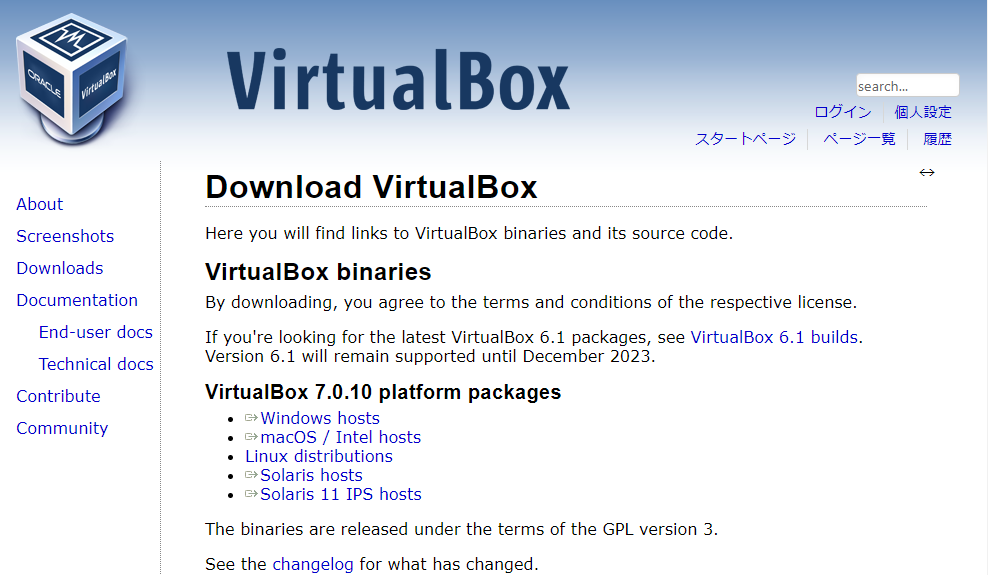 ORACLE
VirtualBox
VirtualBox
search...
ログイン
個人設定
スタートページ
ページ一覧
履歴
About
Screenshots
Downloads
Documentation
End-user docs
Technical docs
Contribute
Community
Download VirtualBox
Here you will find links to VirtualBox binaries and its source code.
VirtualBox binaries
By downloading, you agree to the terms and conditions of the respective license.
If you're looking for the latest VirtualBox 6.1 packages, see VirtualBox 6.1 builds.
Version 6.1 will remain supported until December 2023.
VirtualBox 7.0.10 platform packages
Windows hosts
macOS / Intel hosts
Linux distributions
Solaris hosts
Solaris 11 IPS hosts
The binaries are released under the terms of the GPL version 3.
See the changelog for what has changed.